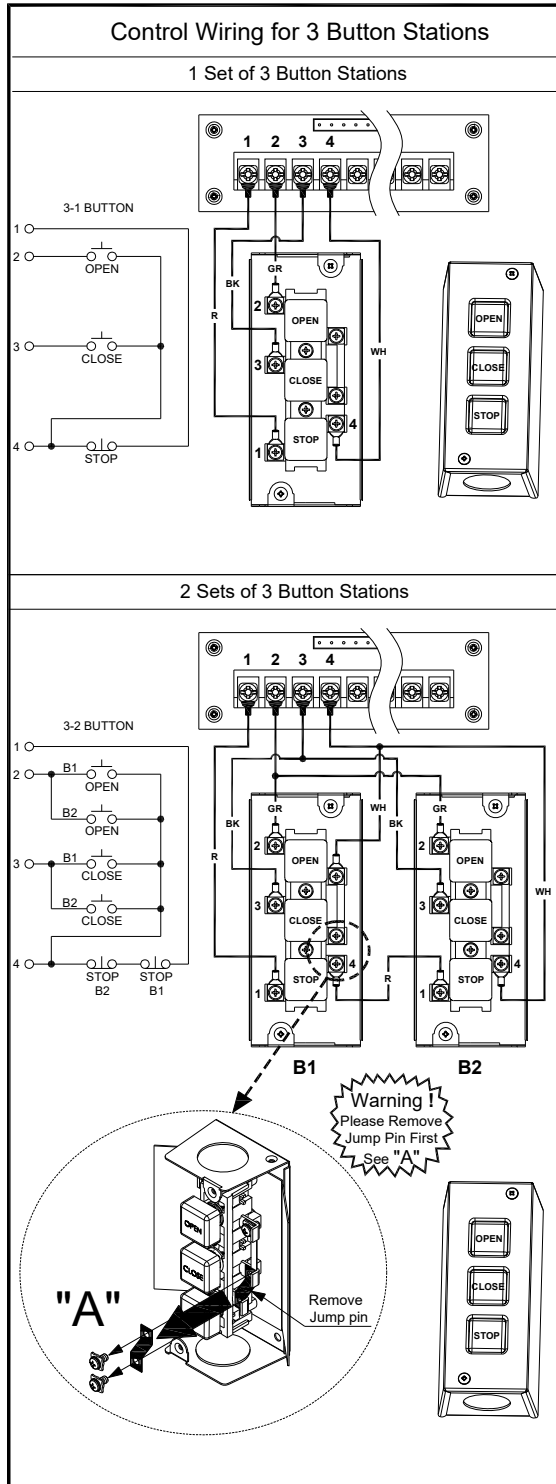 Control Wiring for 3 Button Stations
1 Set of 3 Button Stations
1 2 3 4
3-1 BUTTON
1
2
OPEN
3
CLOSE
4
STOP
R
BK
GR
WH
2
OPEN
3
CLOSE
4
1
STOP
OPEN
CLOSE
STOP
2 Sets of 3 Button Stations
1 2 3 4
3-2 BUTTON
1
2
B1
OPEN
B2
OPEN
3
B1
CLOSE
B2
CLOSE
4
STOP
B2
STOP
B1
R
BK
GR
WH
BK
GR
WH
2
OPEN
3
CLOSE
1
STOP
4
R
2
OPEN
3
CLOSE
1
STOP
4
B1
B2
Warning !
Please Remove
Jump Pin First
See "A"
OPEN
CLOSE
"A"
Remove
Jump pin
OPEN
CLOSE
STOP